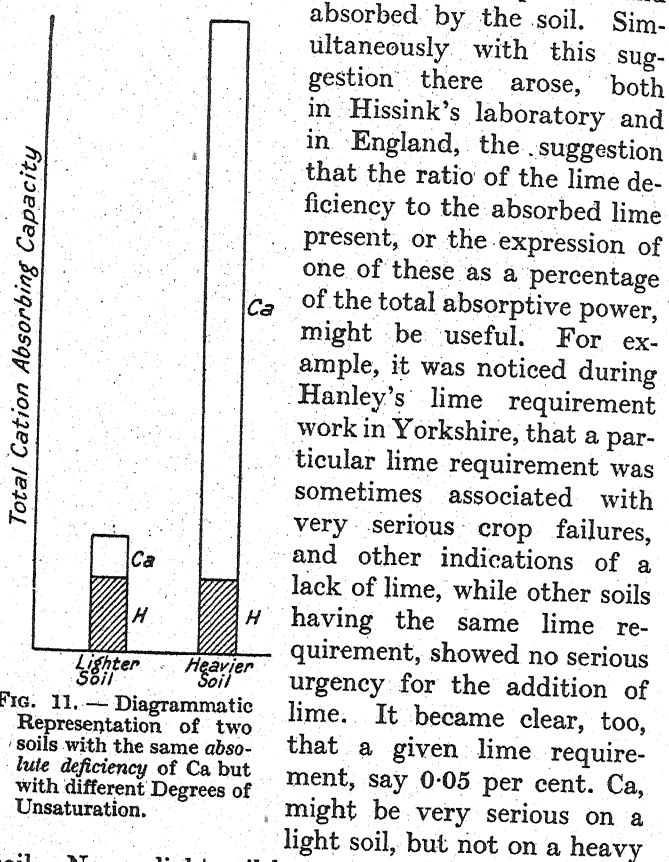 Total Cation Absorbing Capacity
Ca
H
Ca
H
Lighter
Soil
Heavier
Soil
FIG. 11. — Diagrammatic
Representation of two
soils with the same abso-
lute deficiency of Ca but
with different Degrees of
Unsaturation.
absorbed by the soil. Sim-
ultaneously with this sug-
gestion there arose, both
in Hissink's laboratory and
in England, the suggestion
that the ratio of the lime de-
ficiency to the absorbed lime
present, or the expression of
one of these as a percentage
of the total absorptive power,
might be useful. For ex-
ample, it was noticed during
Hanley's lime requirement
work in Yorkshire, that a par-
ticular lime requirement was
sometimes associated with
very serious crop failures,
and other indications of a
lack of lime, while other soils
having the same lime re-
quirement, showed no serious
urgency for the addition of
lime. It became clear, too,
that a given lime require-
ment, say 0·05 per cent. Ca,
might be very serious on a
light soil, but not on a heavy